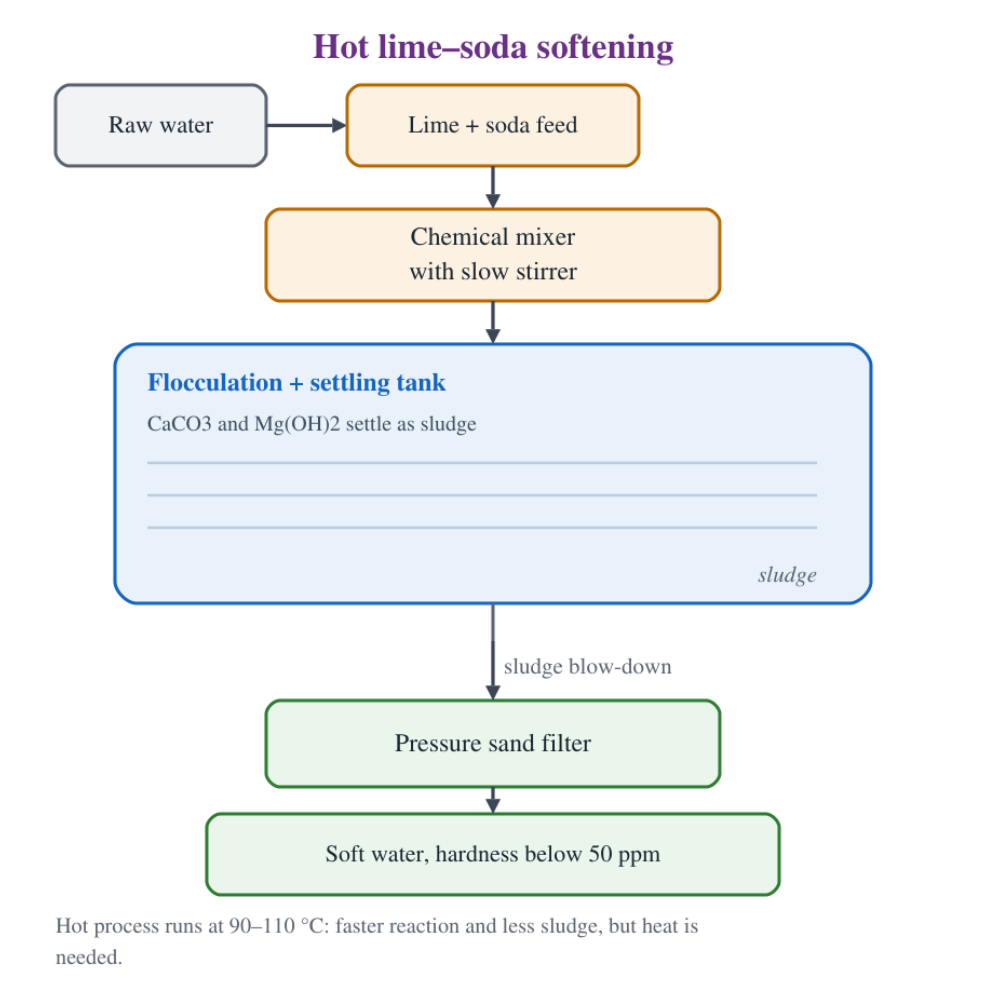 Hot lime–soda softening
Raw water
Lime + soda feed
Chemical mixer
with slow stirrer
Flocculation + settling tank
CaCO3 and Mg(OH)2 settle as sludge
sludge
sludge blow-down
Pressure sand filter
Soft water, hardness below 50 ppm
Hot process runs at 90–110 °C: faster reaction and less sludge, but heat is
needed.